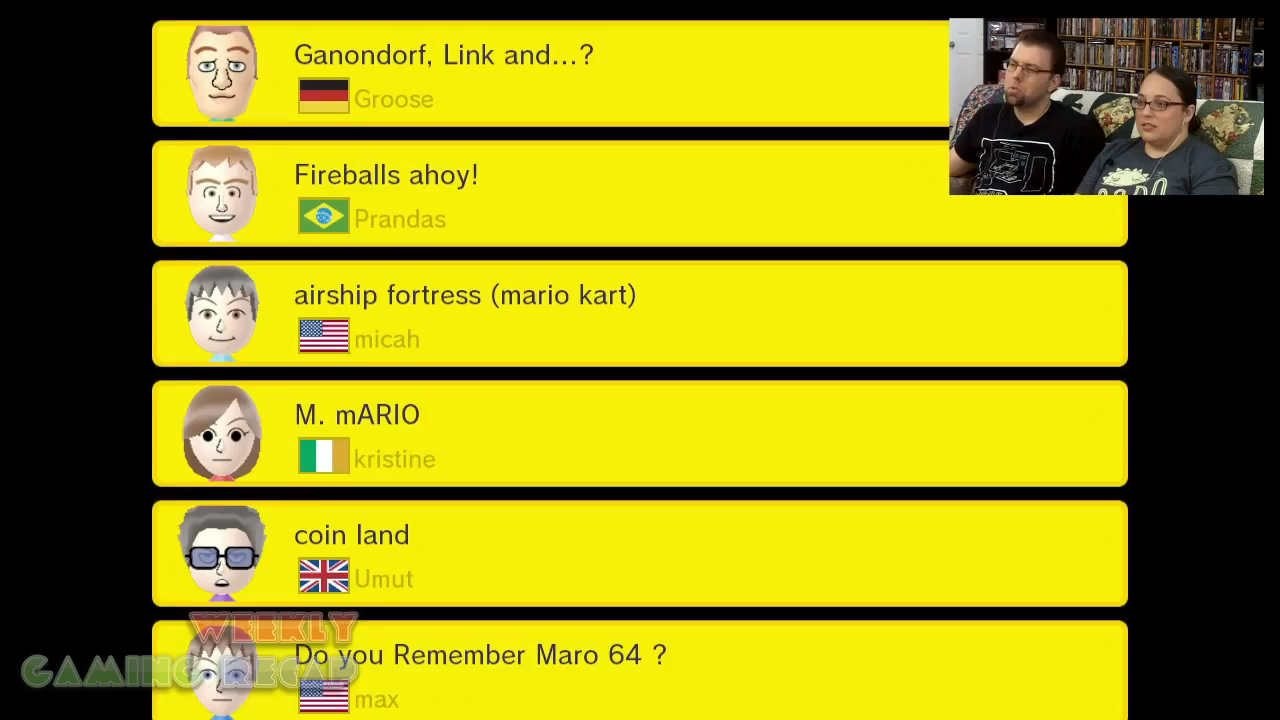 Ganondorf, Link and...?
Groose
Fireballs ahoy!
Prandas
airship fortress (mario kart)
micah
M. mARIO
kristine
coin land
Umut
Do you Remember Maro 64 ?
max
WEEKLY
GAMING RECAP